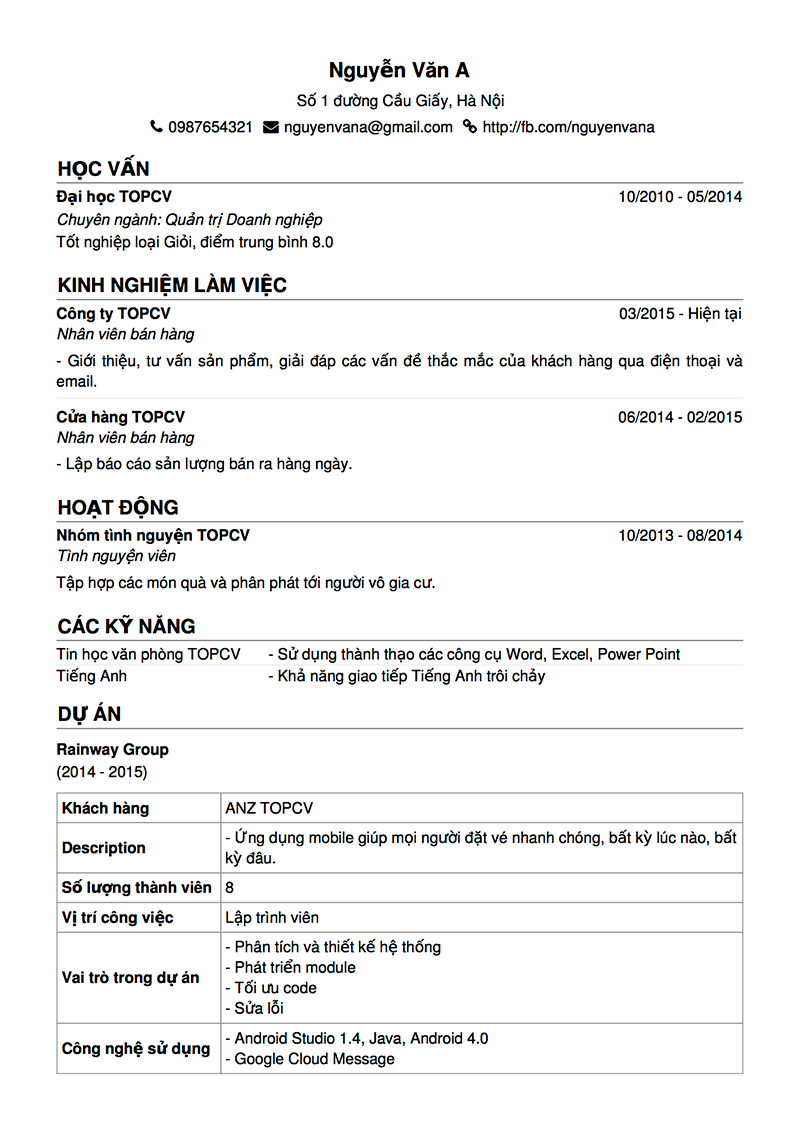 Nguyễn Văn A
Số 1 đường Cầu Giấy, Hà Nội
0987654321 nguyenvana@gmail.com http://fb.com/nguyenvana
HỌC VẤN
Đại học TOPCV 10/2010 - 05/2014
Chuyên ngành: Quản trị Doanh nghiệp
Tốt nghiệp loại Giỏi, điểm trung bình 8.0
KINH NGHIỆM LÀM VIỆC
Công ty TOPCV 03/2015 - Hiện tại
Nhân viên bán hàng
- Giới thiệu, tư vấn sản phẩm, giải đáp các vấn đề thắc mắc của khách hàng qua điện thoại và
email.
Cửa hàng TOPCV 06/2014 - 02/2015
Nhân viên bán hàng
- Lập báo cáo sản lượng bán ra hàng ngày.
HOẠT ĐỘNG
Nhóm tình nguyện TOPCV 10/2013 - 08/2014
Tình nguyện viên
Tập hợp các món quà và phân phát tới người vô gia cư.
CÁC KỸ NĂNG
Tin học văn phòng TOPCV - Sử dụng thành thạo các công cụ Word, Excel, Power Point
Tiếng Anh - Khả năng giao tiếp Tiếng Anh trôi chảy
DỰ ÁN
Rainway Group
(2014 - 2015)
Khách hàng ANZ TOPCV
Description - Ứng dụng mobile giúp mọi người đặt vé nhanh chóng, bất kỳ lúc nào, bất
kỳ đâu.
Số lượng thành viên 8
Vị trí công việc Lập trình viên
Vai trò trong dự án - Phân tích và thiết kế hệ thống
- Phát triển module
- Tối ưu code
- Sửa lỗi
Công nghệ sử dụng - Android Studio 1.4, Java, Android 4.0
- Google Cloud Message